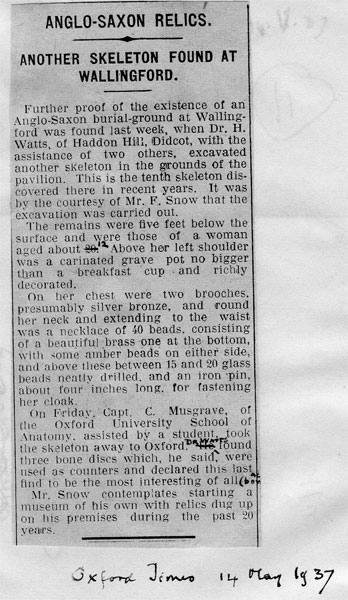 ANGLO-SAXON RELICS.
ANOTHER SKELETON FOUND AT
WALLINGFORD.
Further proof of the existence of an
Anglo-Saxon burial-ground at Walling-
ford was found last week, when Dr. H.
Watts, of Haddon Hill, Didcot, with the
assistance of two others, excavated
another skeleton in the grounds of the
pavilion. This is the tenth skeleton dis-
covered there in recent years. It was
by the courtesy of Mr. F. Snow that the
excavation was carried out.
The remains were five feet below the
surface and were those of a woman
aged about 20. 12 Above her left shoulder
was a carinated grave pot no bigger
than a breakfast cup and richly
decorated.
On her chest were two brooches,
presumably silver bronze, and round
her neck and extending to the waist
was a necklace of 40 beads, consisting
of a beautiful brass one at the bottom,
with some amber beads on either side,
and above these between 15 and 20 glass
beads neatly drilled, and an iron pin,
about four inches long, for fastening
her cloak.
On Friday, Capt. C. Musgrave, of
the Oxford University School of
Anatomy, assisted by a student, took
the skeleton away to Oxford. He found
three bone discs which, he said, were
used as counters and declared this last
find to be the most interesting of all
Mr. Snow contemplates starting a
museum of his own with relics dug up
on his premises during the past 20
years.
Oxford Times 14 May 1937